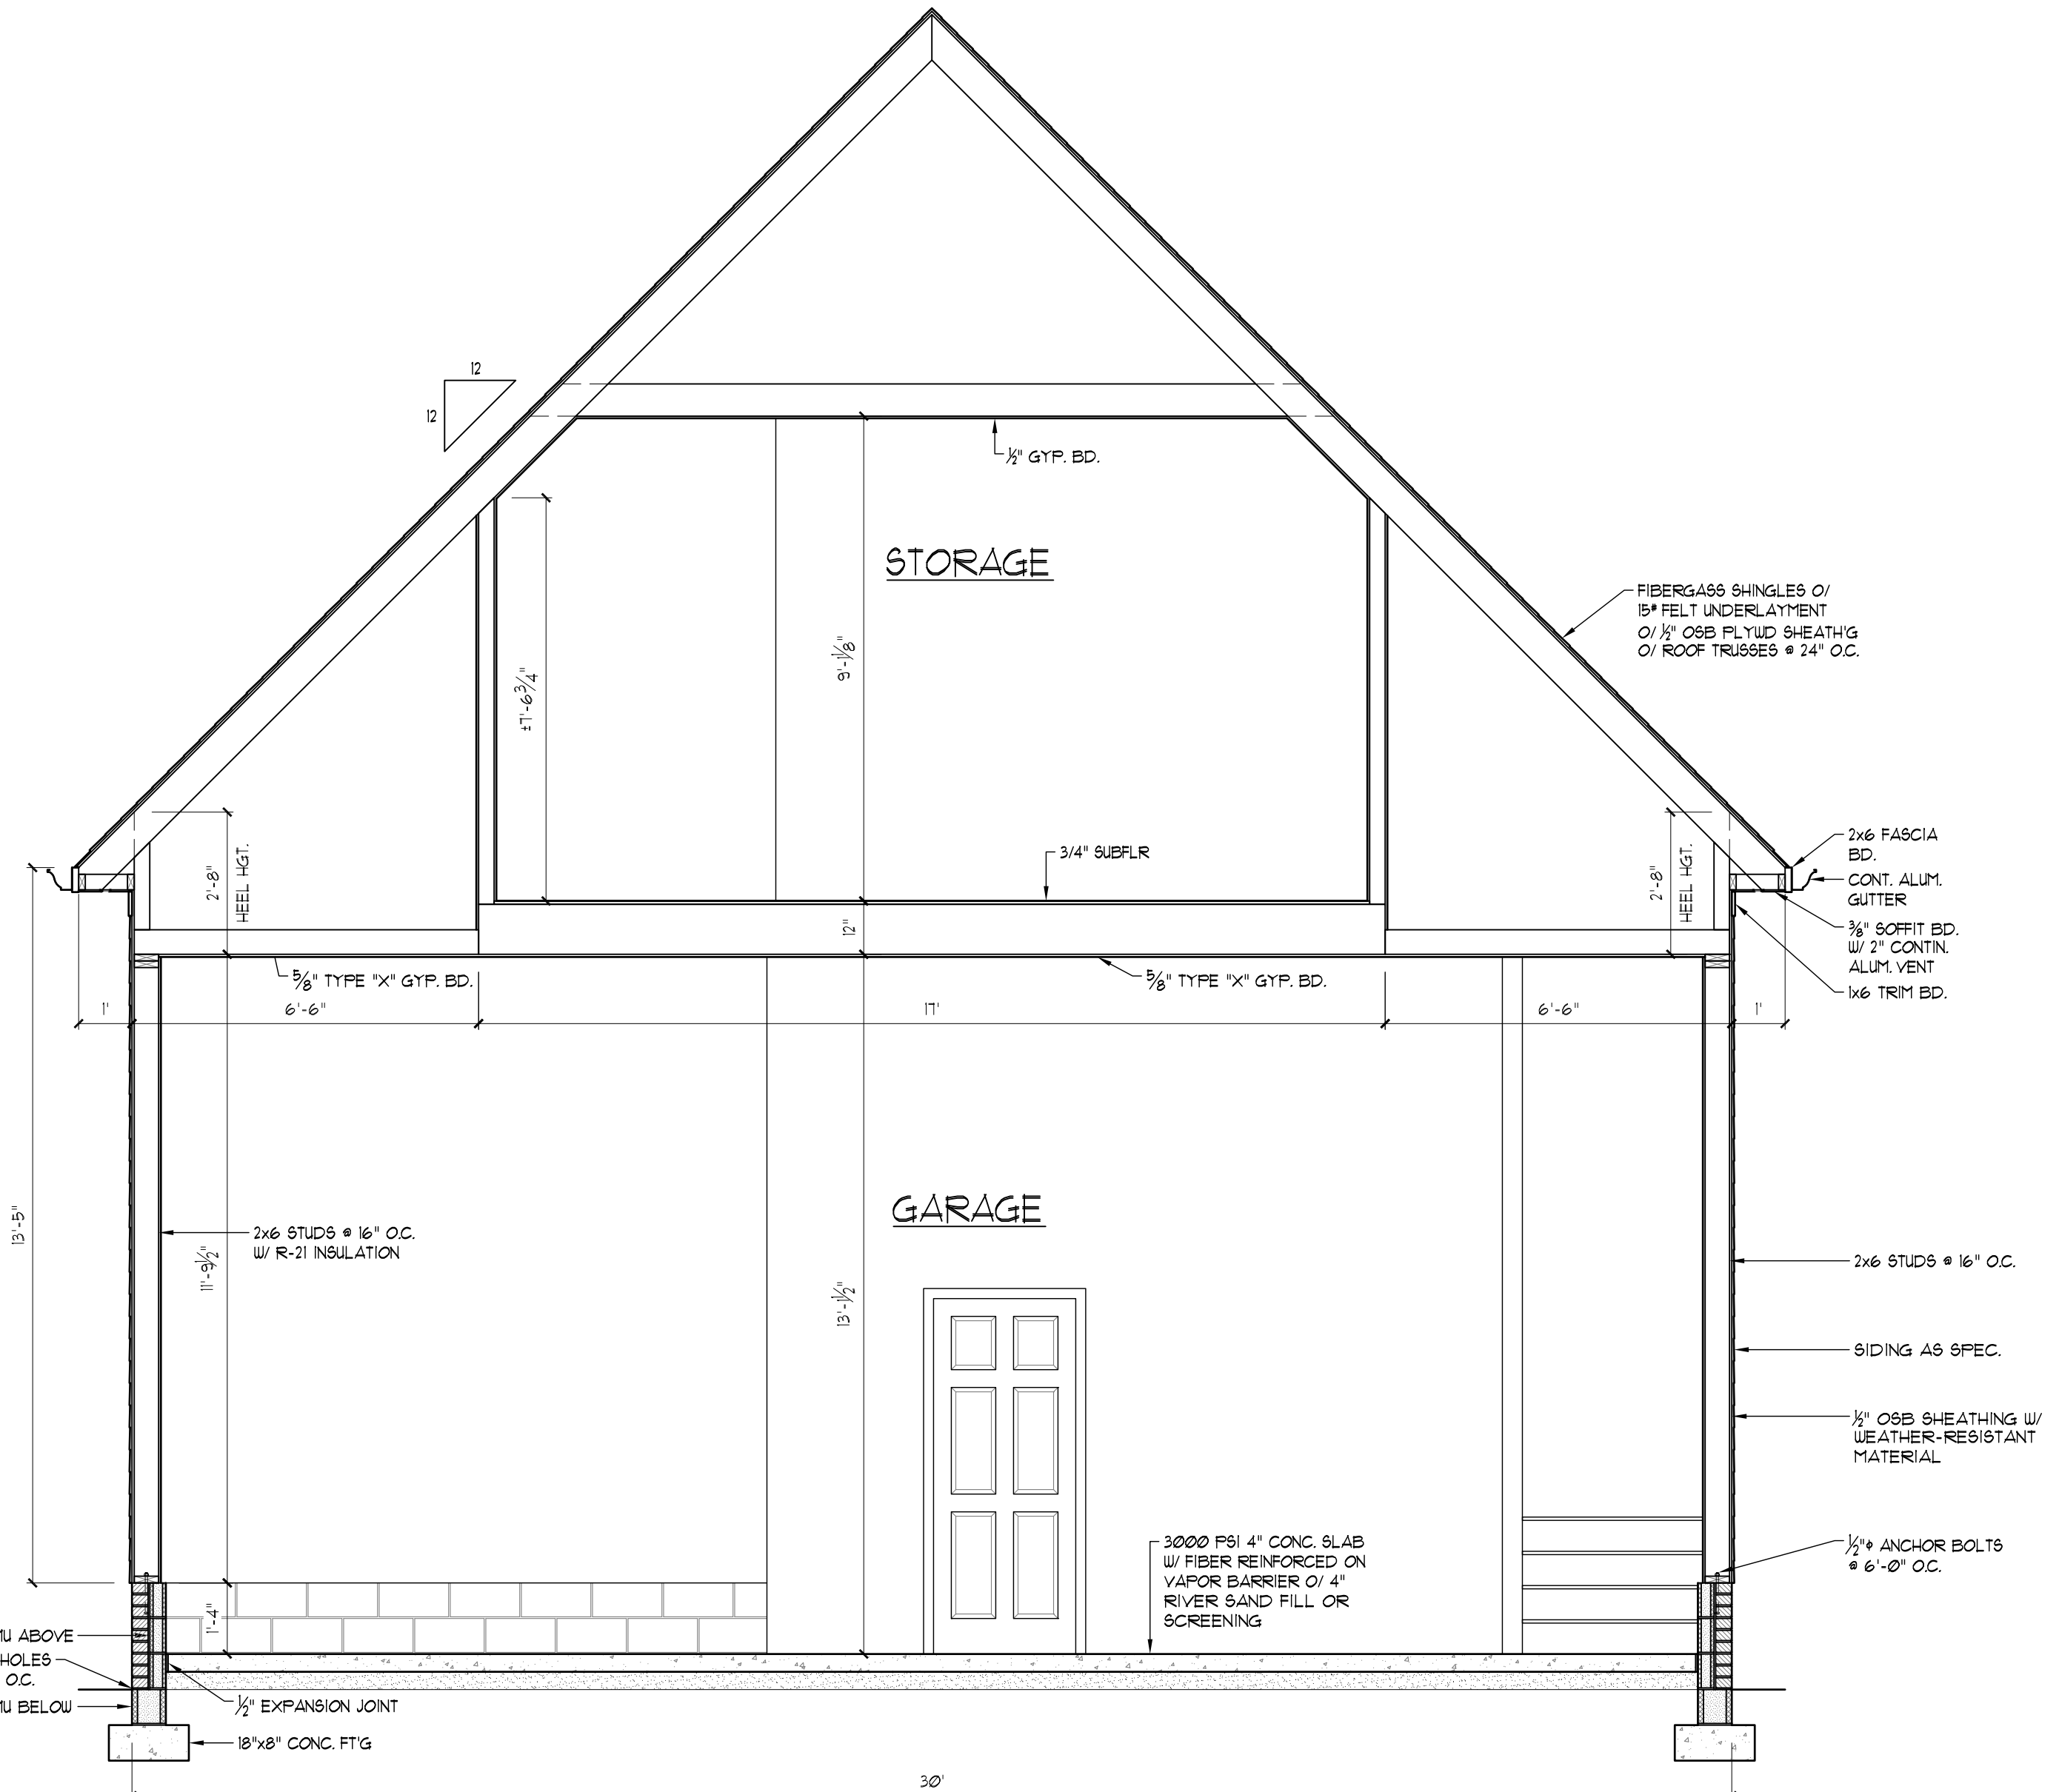 12
12
½" GYP. BD.
STORAGE
FIBERGASS SHINGLES O/
15# FELT UNDERLAYMENT
O/ ½" OSB PLYWD SHEATH'G
O/ ROOF TRUSSES @ 24" O.C.
9'-1⅛"
±7'-6¾"
2'-8"
HEEL HGT.
3/4" SUBFLR
2'-8"
HEEL HGT.
2x6 FASCIA
BD.
CONT. ALUM.
GUTTER
⅜" SOFFIT BD.
W/ 2" CONTIN.
ALUM. VENT
1x6 TRIM BD.
12"
⅝" TYPE "X" GYP. BD.
⅝" TYPE "X" GYP. BD.
1'
6'-6"
17'
6'-6"
1'
13'-5"
GARAGE
2x6 STUDS @ 16" O.C.
W/ R-21 INSULATION
11'-9½"
13'-1½"
2x6 STUDS @ 16" O.C.
SIDING AS SPEC.
½" OSB SHEATHING W/
WEATHER-RESISTANT
MATERIAL
3000 PSI 4" CONC. SLAB
W/ FIBER REINFORCED ON
VAPOR BARRIER O/ 4"
RIVER SAND FILL OR
SCREENING
½"ϕ ANCHOR BOLTS
@ 6'-0" O.C.
1'-4"
ABOVE
HOLES
O.C.
BELOW
½" EXPANSION JOINT
18"x8" CONC. FT'G
30'